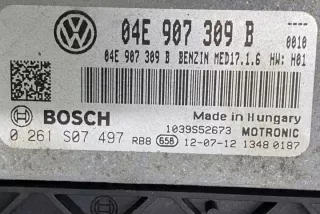 04E 907 309 B 0010
04E 907 309 B BENZIN MED17.1.6 HW: H01
BOSCH
Made in Hungary
1039S52673 MOTRONIC
0 261 S07 497 RB8 658 12-07-12 1348 0187